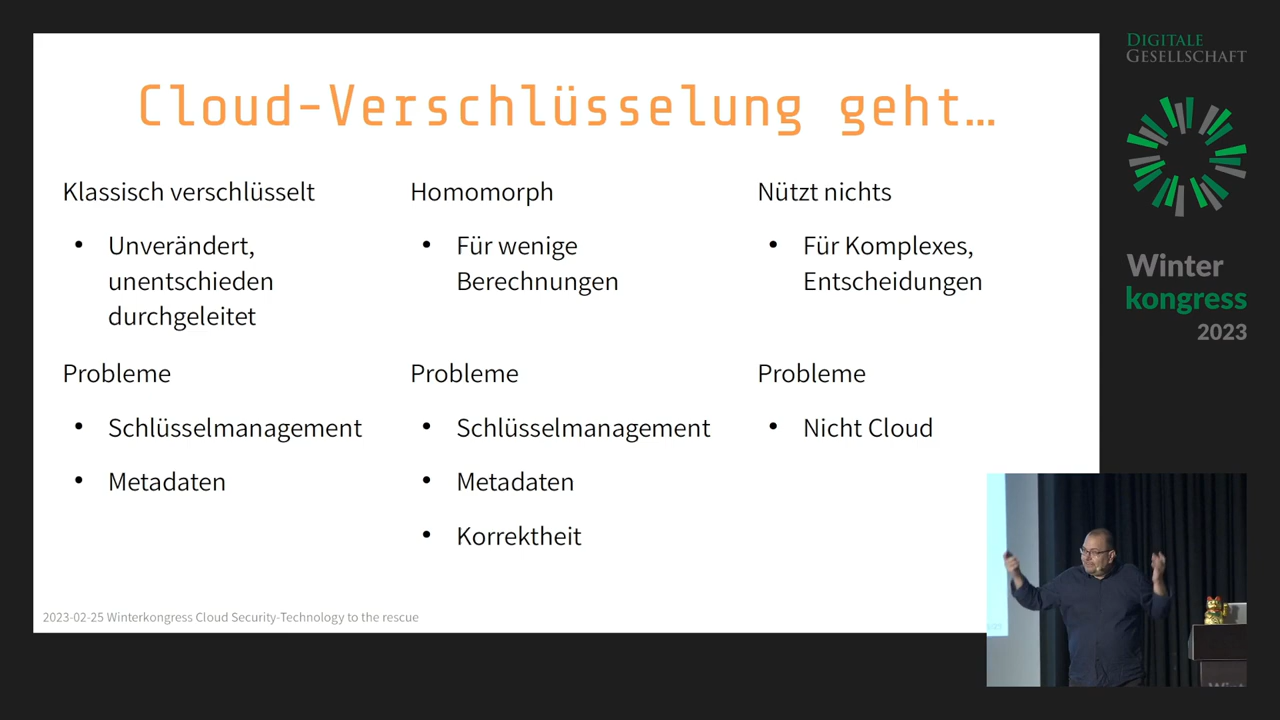 Cloud-Verschlüsselung geht…
Klassisch verschlüsselt
• Unverändert,
unentschieden
durchgeleitet
Probleme
• Schlüsselmanagement
• Metadaten
Homomorph
• Für wenige
Berechnungen
Probleme
• Schlüsselmanagement
• Metadaten
• Korrektheit
Nützt nichts
• Für Komplexes,
Entscheidungen
Probleme
• Nicht Cloud
2023-02-25 Winterkongress Cloud Security-Technology to the rescue
DIGITALE
GESELLSCHAFT
Winter
kongress
2023